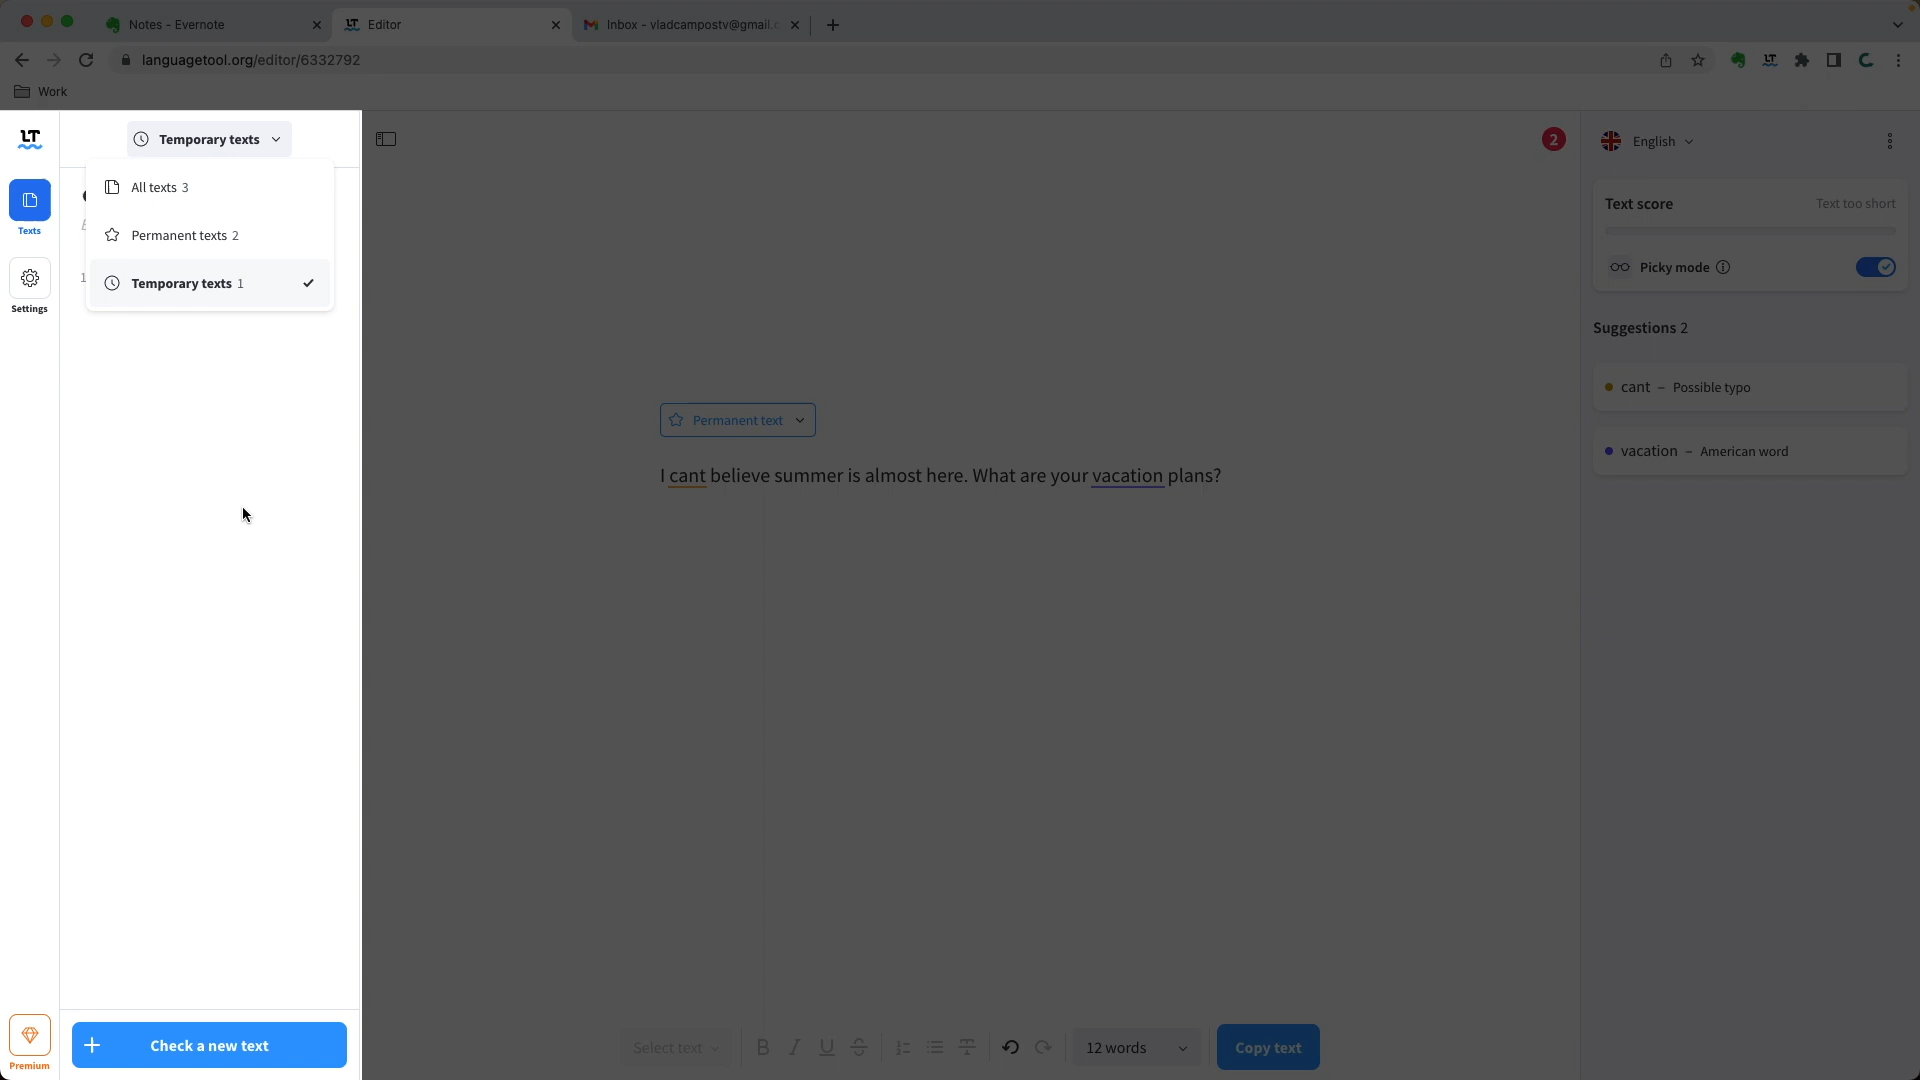 Notes - Evernote
Editor
Inbox - vladcampostv@gmail.c
languagetool.org/editor/6332792
Work
LT
Temporary texts
2
English
All texts 3
Texts
Permanent texts 2
Temporary texts 1
Settings
Text score
Text too short
Picky mode
Suggestions 2
cant – Possible typo
vacation – American word
Permanent text
I cant believe summer is almost here. What are your vacation plans?
Premium
Check a new text
Select text
B I U S
12 words
Copy text